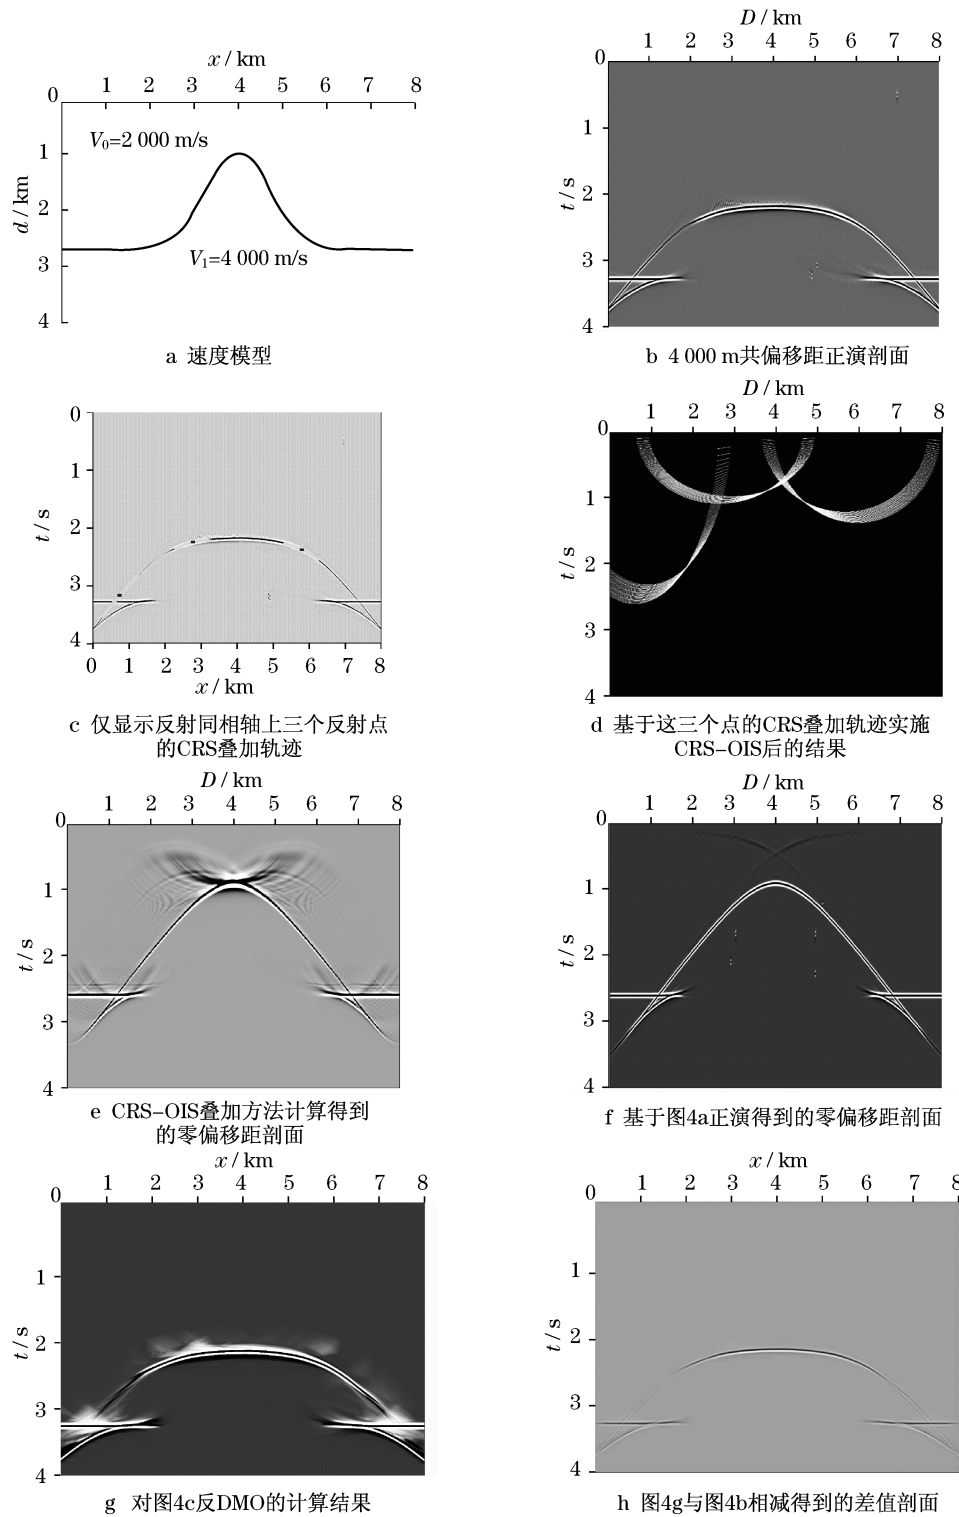 x / km
0 1 2 3 4 5 6 7 8
V0=2 000 m/s
1
2
d / km
V1=4 000 m/s
3
4
a 速度模型
D / km
1 2 3 4 5 6 7 8
0
1
2
t / s
3
4
b 4 000 m共偏移距正演剖面
0
1
2
t / s
3
4
0 1 2 3 4 5 6 7 8
x / km
c 仅显示反射同相轴上三个反射点
的CRS叠加轨迹
D / km
1 2 3 4 5 6 7 8
0
1
2
t / s
3
4
d 基于这三个点的CRS叠加轨迹实施
CRS–OIS后的结果
D / km
1 2 3 4 5 6 7 8
0
1
2
t / s
3
4
e CRS–OIS叠加方法计算得到
的零偏移距剖面
D / km
1 2 3 4 5 6 7 8
0
1
2
t / s
3
4
f 基于图4a正演得到的零偏移距剖面
x / km
1 2 3 4 5 6 7 8
0
1
2
t / s
3
4
g 对图4c反DMO的计算结果
x / km
1 2 3 4 5 6 7 8
0
1
2
t / s
3
4
h 图4g与图4b相减得到的差值剖面